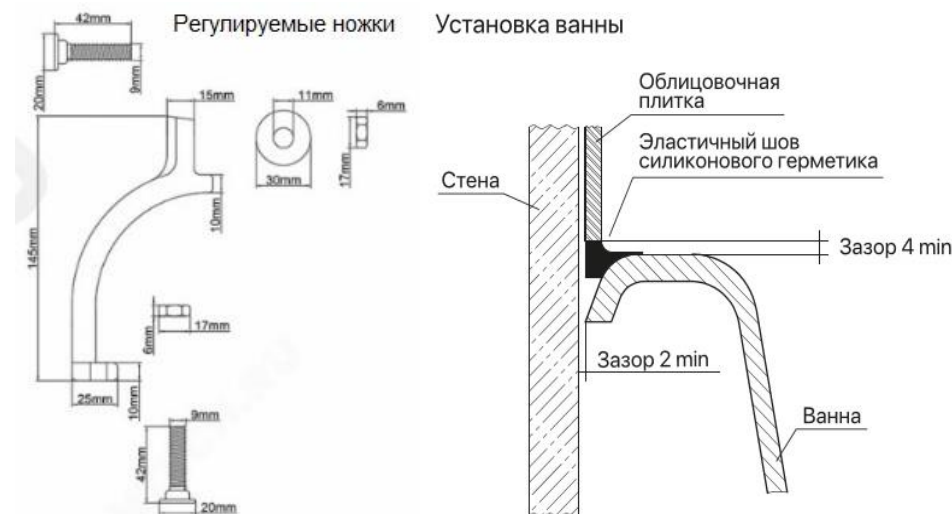 Регулируемые ножки
42mm
20mm
9mm
15mm
11mm
6mm
30mm
17mm
10mm
145mm
6mm
17mm
25mm
10mm
9mm
42mm
20mm
Установка ванны
Облицовочная
плитка
Эластичный шов
силиконового герметика
Стена
Зазор 4 min
Зазор 2 min
Ванна